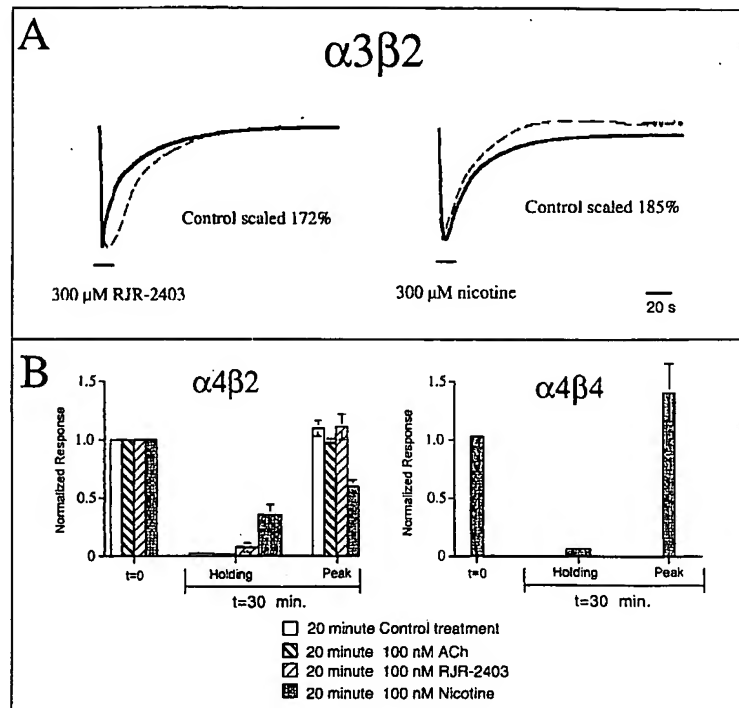 A
α3β2
Control scaled 172%
Control scaled 185%
300 µM RJR-2403
300 µM nicotine
20 s
B
α4β2
α4β4
Normalized Response
1.5
1.0
0.5
0
t=0
Holding
Peak
t=30 min.
Normalized Response
1.5
1.0
0.5
0
t=0
Holding
Peak
t=30 min.
20 minute Control treatment
20 minute 100 nM ACh
20 minute 100 nM RJR-2403
20 minute 100 nM Nicotine